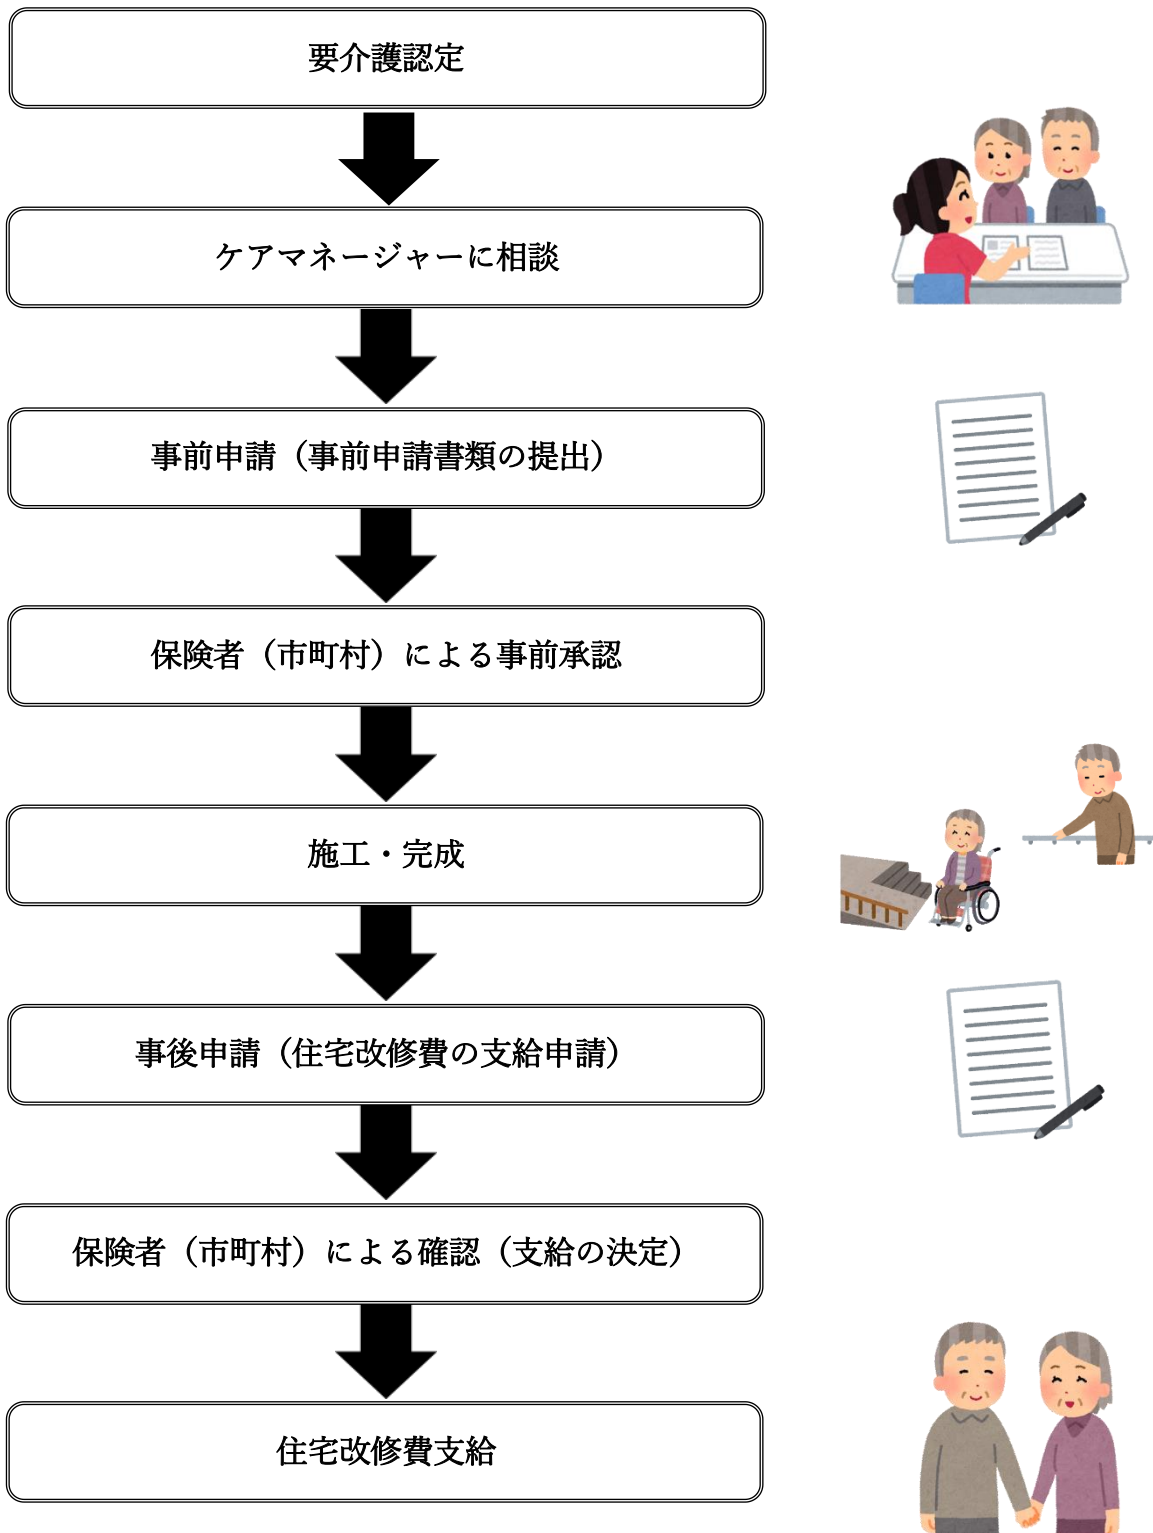 要介護認定
ケアマネージャーに相談
事前申請（事前申請書類の提出）
保険者（市町村）による事前承認
施工・完成
事後申請（住宅改修費の支給申請）
保険者（市町村）による確認（支給の決定）
住宅改修費支給